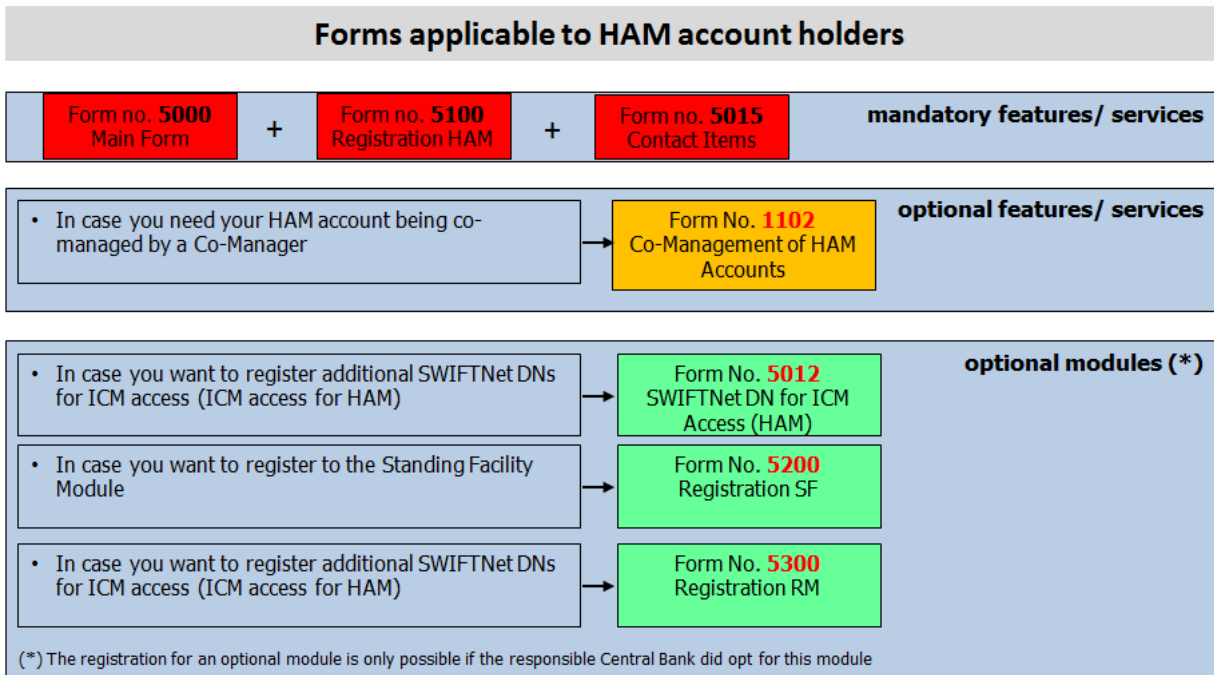 Forms applicable to HAM account holders
Form no. 5000
Main Form
+
Form no. 5100
Registration HAM
+
Form no. 5015
Contact Items
mandatory features/ services
• In case you need your HAM account being co-
managed by a Co-Manager
Form No. 1102
Co-Management of HAM
Accounts
optional features/ services
optional modules (*)
• In case you want to register additional SWIFTNet DNs
for ICM access (ICM access for HAM)
Form No. 5012
SWIFTNet DN for ICM
Access (HAM)
• In case you want to register to the Standing Facility
Module
Form No. 5200
Registration SF
• In case you want to register additional SWIFTNet DNs
for ICM access (ICM access for HAM)
Form No. 5300
Registration RM
(*) The registration for an optional module is only possible if the responsible Central Bank did opt for this module